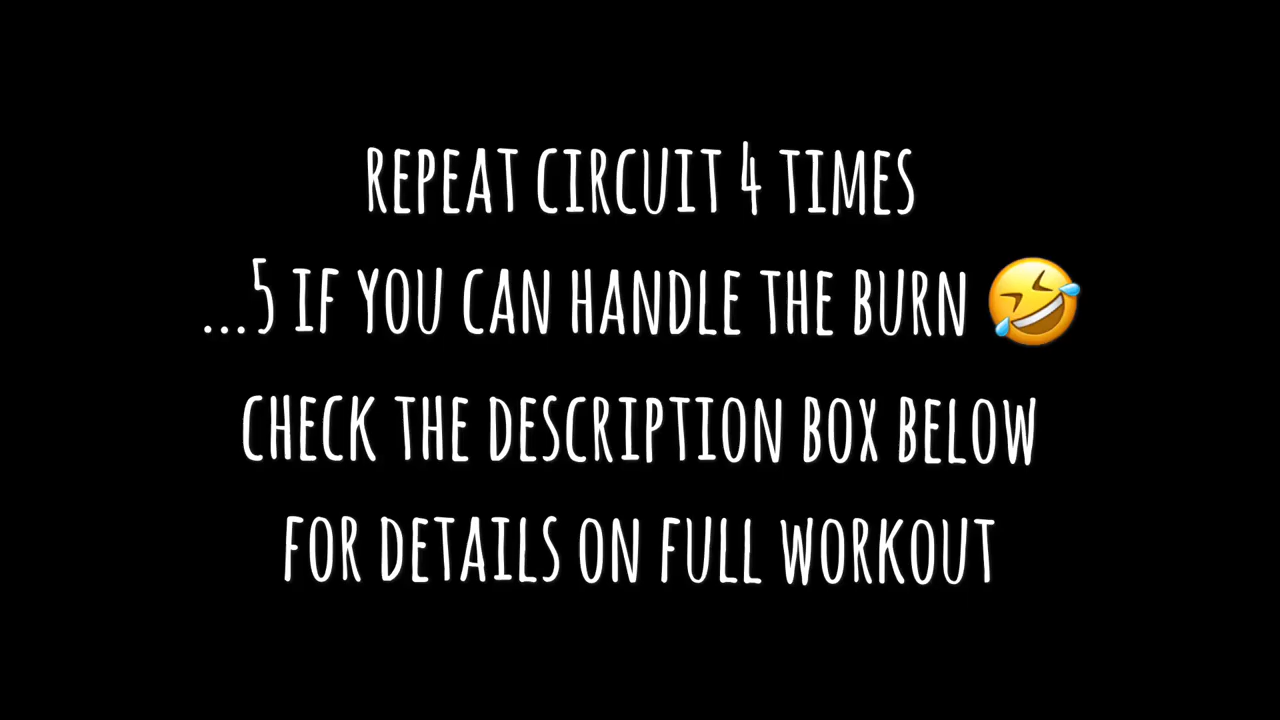 REPEAT CIRCUIT 4 TIMES
...5 IF YOU CAN HANDLE THE BURN 🤣
CHECK THE DESCRIPTION BOX BELOW
FOR DETAILS ON FULL WORKOUT